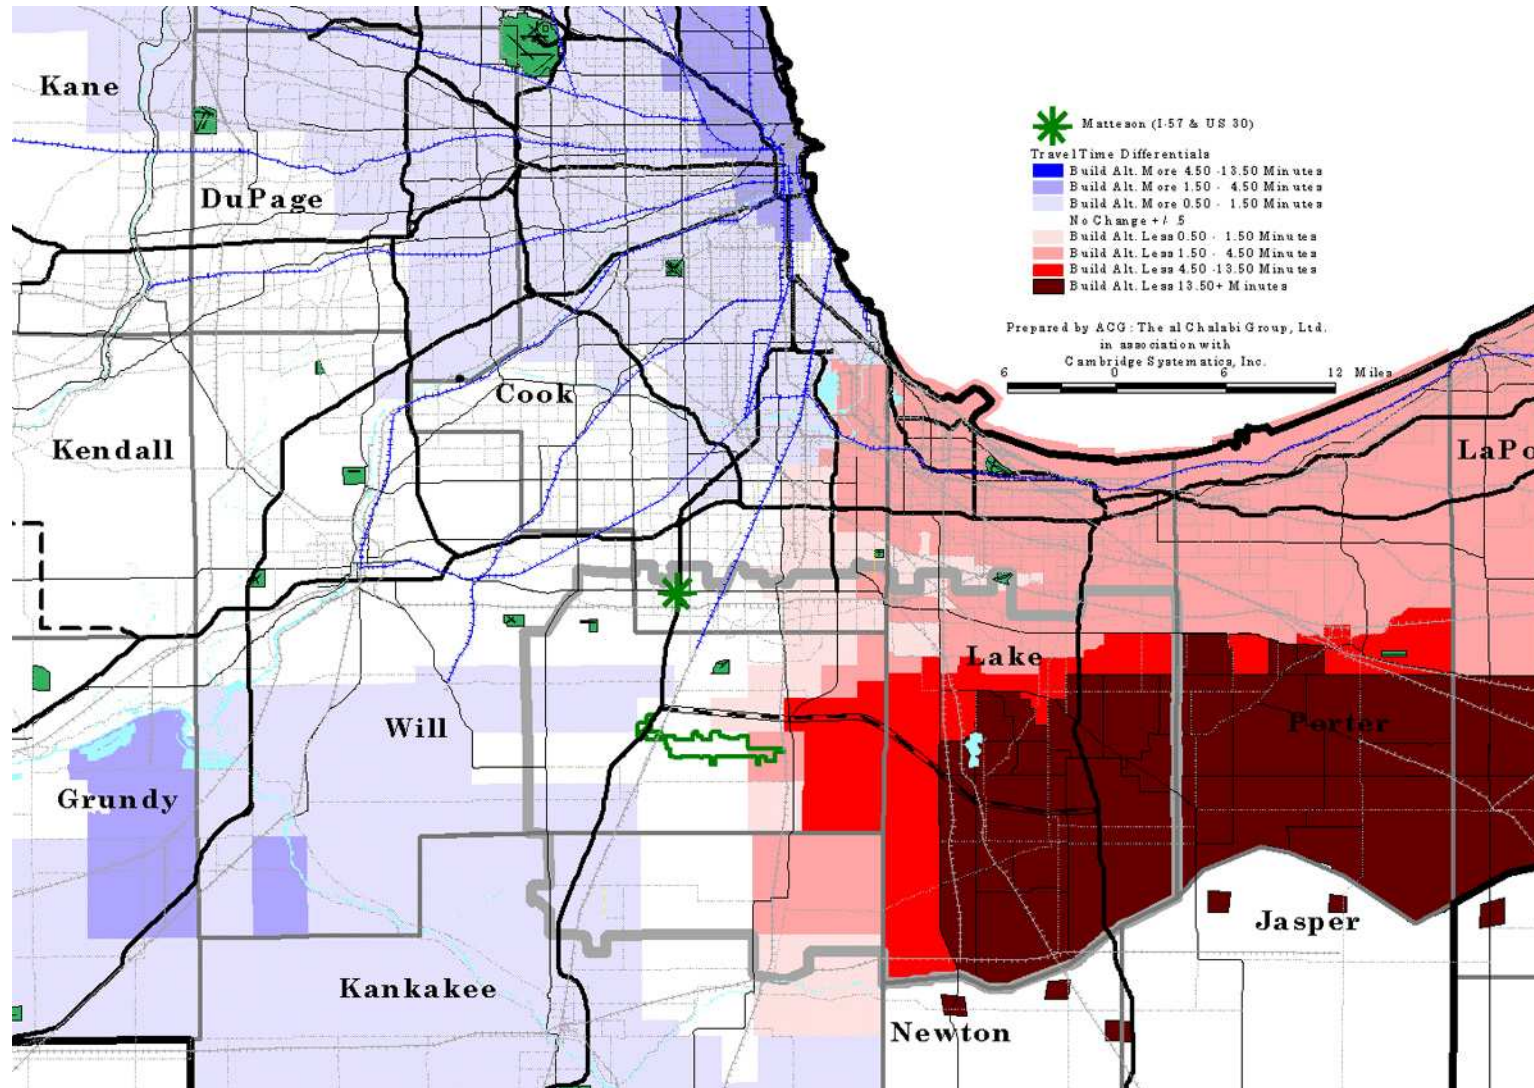 Kane
DuPage
Matteson (I-57 & US 30)
Travel Time Differentials
Build Alt. More 4.50 -13.50 Minutes
Build Alt. More 1.50 - 4.50 Minutes
Build Alt. More 0.50 - 1.50 Minutes
No Change +/- .5
Build Alt. Less 0.50 - 1.50 Minutes
Build Alt. Less 1.50 - 4.50 Minutes
Build Alt. Less 4.50 -13.50 Minutes
Build Alt. Less 13.50+ Minutes
Prepared by ACG: The al Chalabi Group, Ltd.
in association with
Cambridge Systematics, Inc.
6 0 6 12 Miles
Cook
Kendall
LaPo
Lake
Will
Porter
Grundy
Jasper
Kankakee
Newton